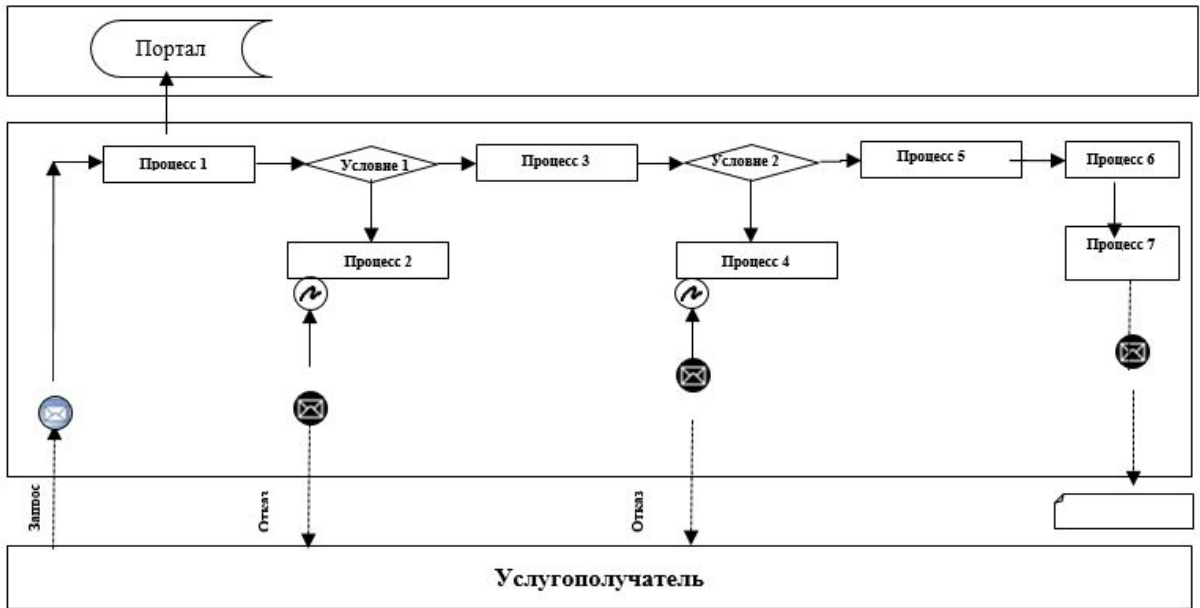 Портал
Процесс 1
Условие 1
Процесс 3
Условие 2
Процесс 5
Процесс 6
Процесс 2
Процесс 4
Процесс 7
Запрос
Отказ
Отказ
Услугополучатель